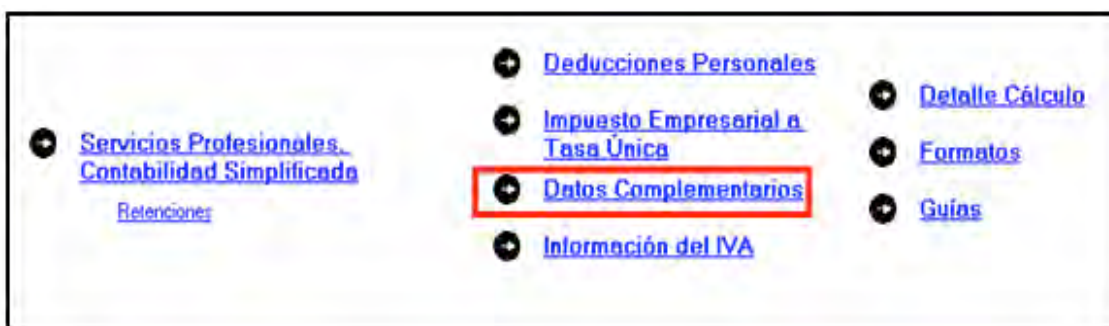 Servicios Profesionales.
Contabilidad Simplificada
Retenciones
Deducciones Personales
Impuesto Empresarial a
Tasa Única
Datos Complementarios
Información del IVA
Detalle Cálculo
Formatos
Guías